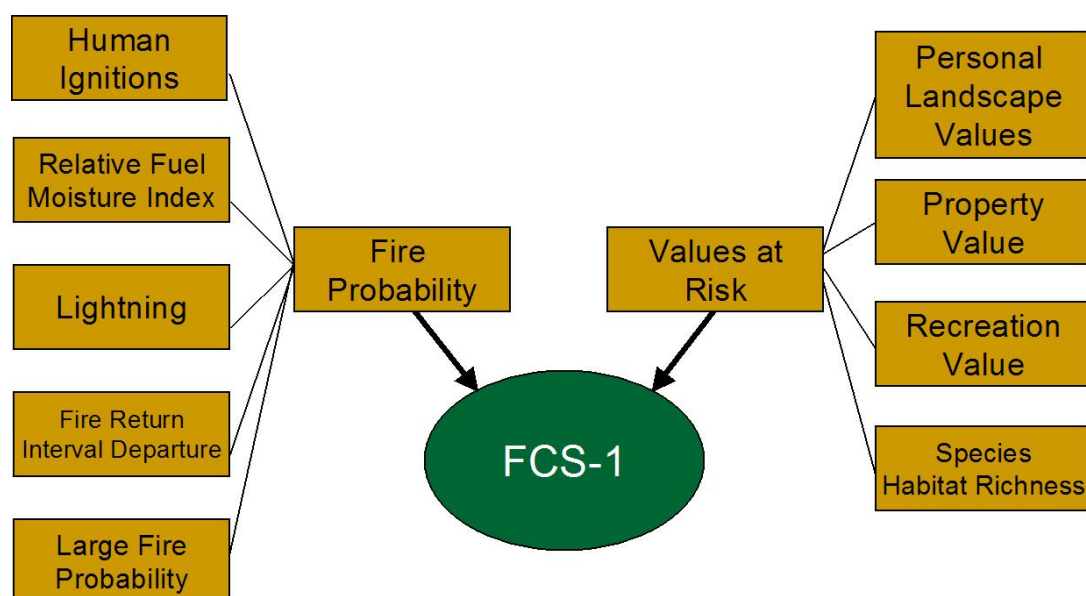 Human
Ignitions
Relative Fuel
Moisture Index
Lightning
Fire Return
Interval Departure
Large Fire
Probability
Fire
Probability
FCS-1
Values at
Risk
Personal
Landscape
Values
Property
Value
Recreation
Value
Species
Habitat Richness